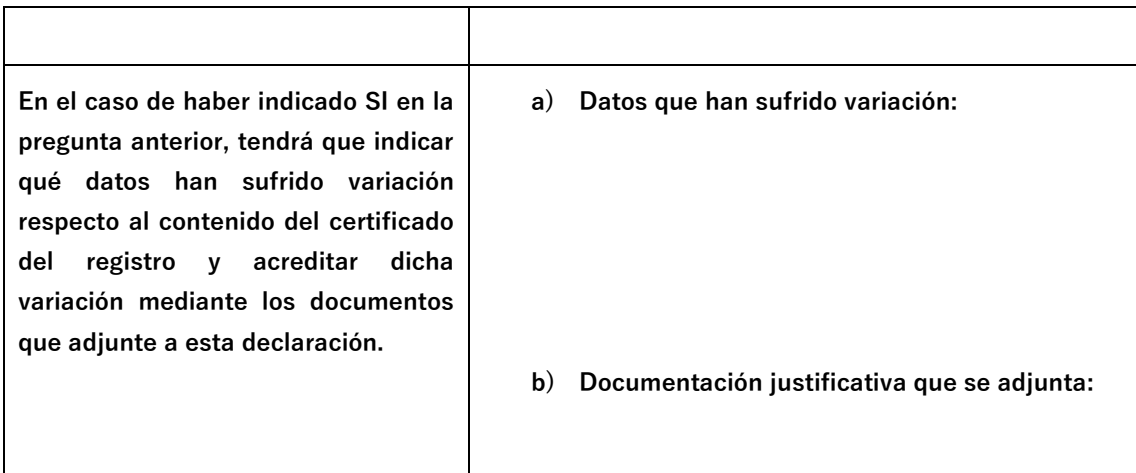 En el caso de haber indicado SI en la
pregunta anterior, tendrá que indicar
qué datos han sufrido variación
respecto al contenido del certificado
del registro y acreditar dicha
variación mediante los documentos
que adjunte a esta declaración.
a) Datos que han sufrido variación:
b) Documentación justificativa que se adjunta: